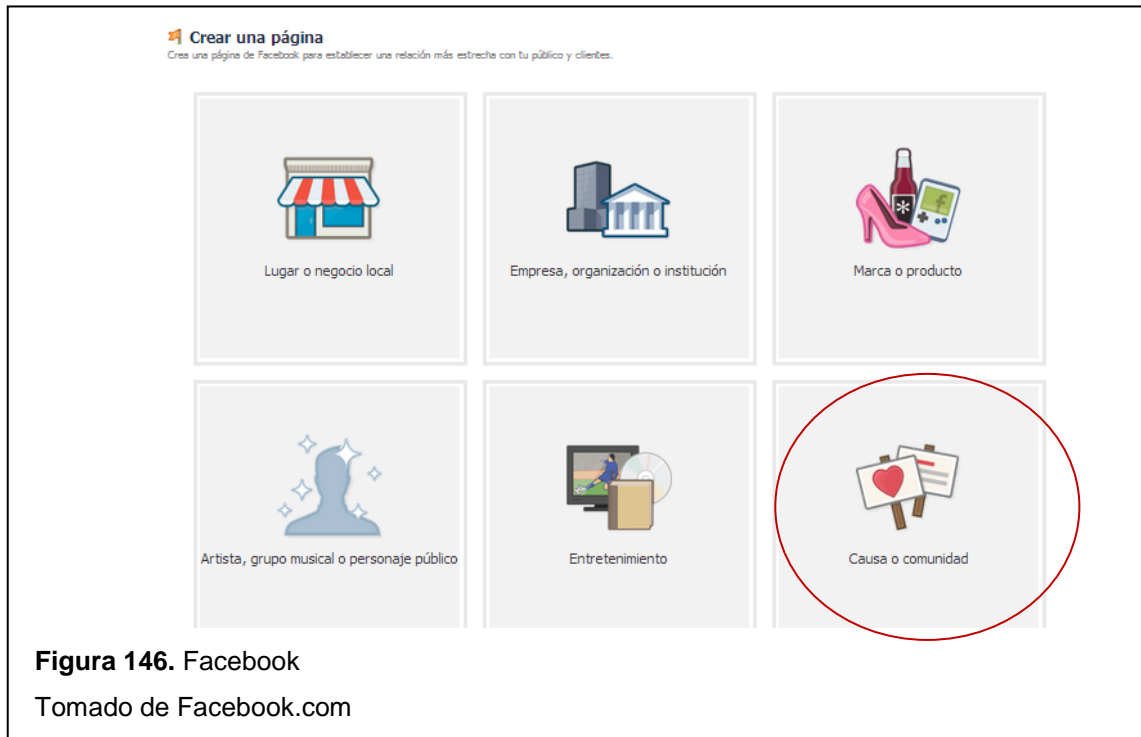 Crear una página
Crea una página de Facebook para establecer una relación más estrecha con tu público y clientes.
Lugar o negocio local
Empresa, organización o institución
Marca o producto
Artista, grupo musical o personaje público
Entretenimiento
Causa o comunidad
Figura 146. Facebook
Tomado de Facebook.com